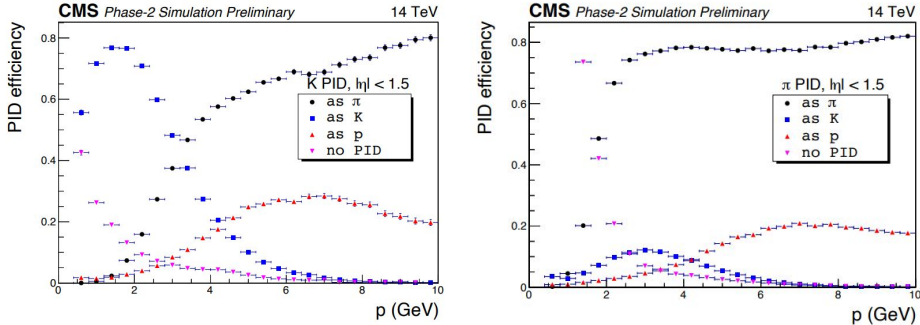 CMS Phase-2 Simulation Preliminary 14 TeV
PID efficiency
0.8
0.6
0.4
0.2
0
K PID, |η| < 1.5
as π
as K
as p
no PID
0 2 4 6 8 10
p (GeV)
CMS Phase-2 Simulation Preliminary 14 TeV
PID efficiency
0.8
0.6
0.4
0.2
0
π PID, |η| < 1.5
as π
as K
as p
no PID
0 2 4 6 8 10
p (GeV)